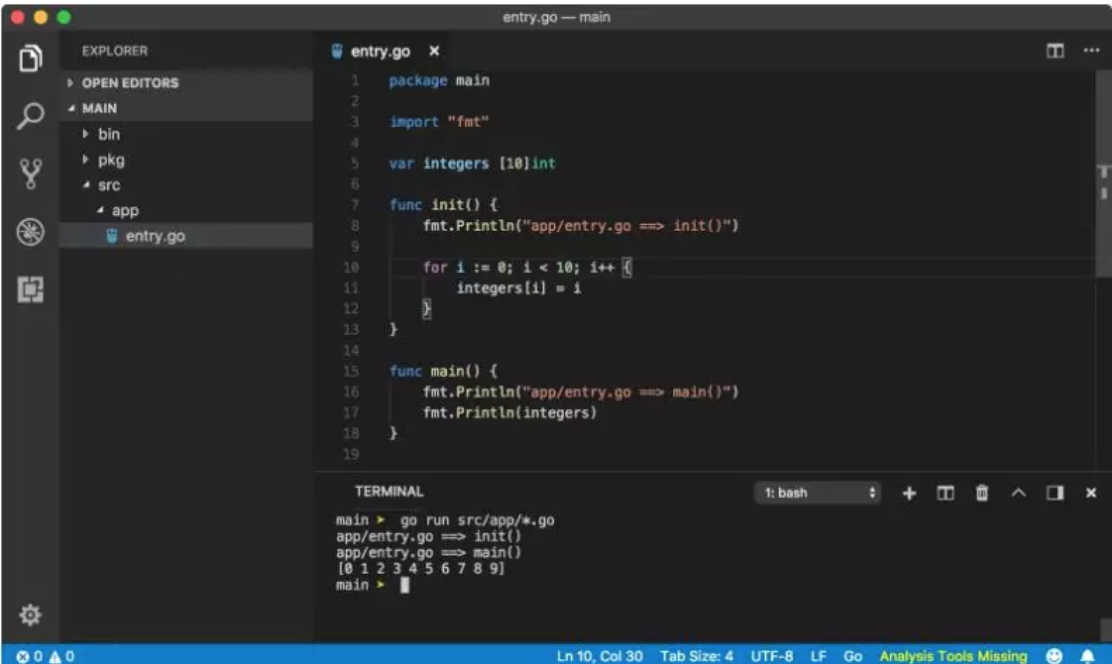 entry.go — main
EXPLORER
OPEN EDITORS
MAIN
bin
pkg
src
app
entry.go
entry.go ×
1 package main
2
3 import "fmt"
4
5 var integers [10]int
6
7 func init() {
8     fmt.Println("app/entry.go ==> init()")
9
10     for i := 0; i < 10; i++ {
11         integers[i] = i
12     }
13 }
14
15 func main() {
16     fmt.Println("app/entry.go ==> main()")
17     fmt.Println(integers)
18 }
19
TERMINAL 1: bash
main ➤ go run src/app/*.go
app/entry.go ==> init()
app/entry.go ==> main()
[0 1 2 3 4 5 6 7 8 9]
main ➤
0 0 Ln 10, Col 30 Tab Size: 4 UTF-8 LF Go Analysis Tools Missing